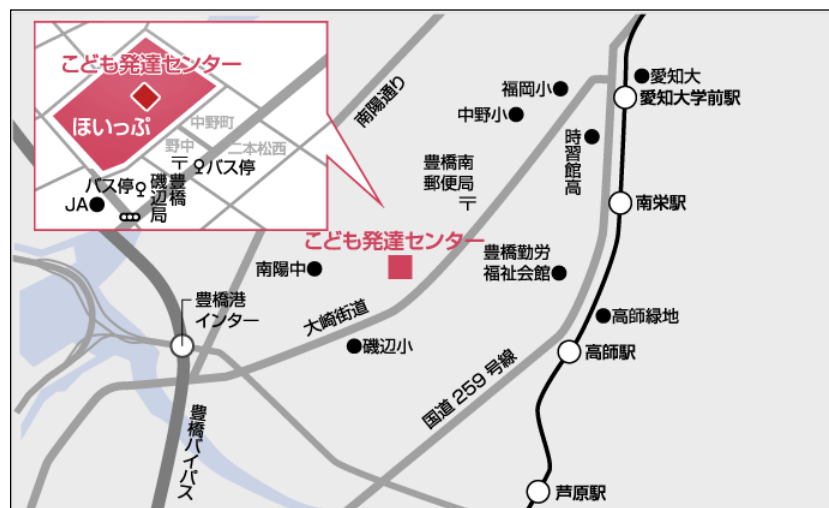 こども発達センター
ほいっぷ
中野町
野中
二本松西
バス停
豊橋
磯辺局
バス停
JA
南陽通り
福岡小
中野小
愛知大
愛知大学前駅
時習館高
豊橋南
郵便局
南栄駅
こども発達センター
南陽中
豊橋勤労
福祉会館
豊橋港
インター
大崎街道
磯辺小
高師緑地
高師駅
国道259号線
豊橋バイパス
芦原駅